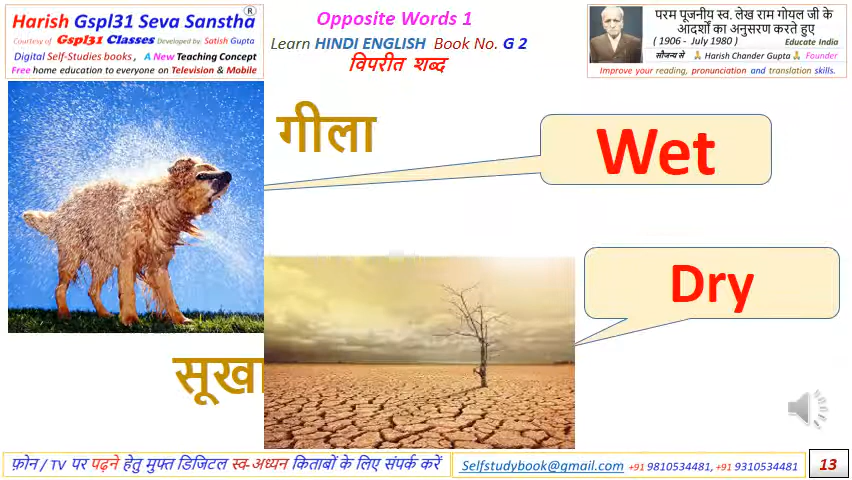 Harish Gspl31 Seva Sanstha®
Courtesy of Gspl31 Classes Developed by. Satish Gupta
Digital Self-Studies books, A New Teaching Concept
Free home education to everyone on Television & Mobile
Opposite Words 1
Learn HINDI ENGLISH Book No. G 2
विपरीत शब्द
परम पूजनीय स्व. लेख राम गोयल जी के
आदर्शों का अनुसरण करते हुए
( 1906 - July 1980 ) Educate India
सौजन्य से 🙏 Harish Chander Gupta 🙏 Founder
Improve your reading, pronunciation and translation skills.
गीला
Wet
Dry
सूखा
फ़ोन / TV पर पढ़ने हेतु मुफ्त डिजिटल स्व-अध्यन किताबों के लिए संपर्क करें
Selfstudybook@gmail.com +91 9810534481, +91 9310534481
13